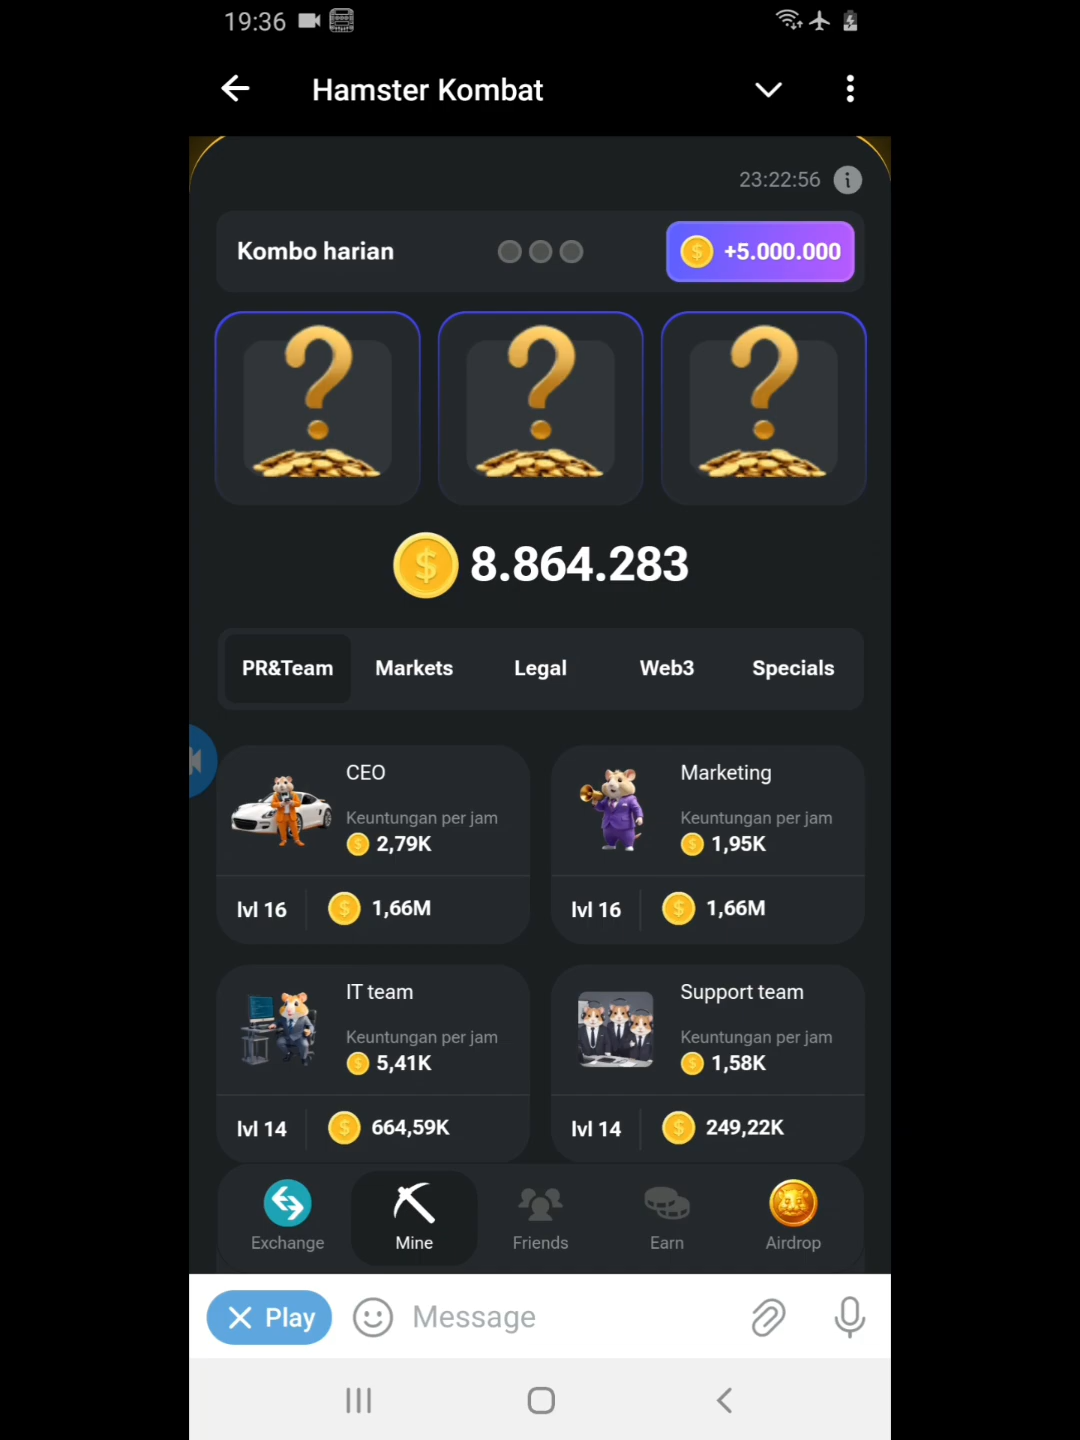 19:36
Hamster Kombat
23:22:56
Kombo harian
+5.000.000
8.864.283
PR&Team Markets Legal Web3 Specials
CEO
Keuntungan per jam
2,79K
lvl 16 1,66M
Marketing
Keuntungan per jam
1,95K
lvl 16 1,66M
IT team
Keuntungan per jam
5,41K
lvl 14 664,59K
Support team
Keuntungan per jam
1,58K
lvl 14 249,22K
Exchange Mine Friends Earn Airdrop
Play Message